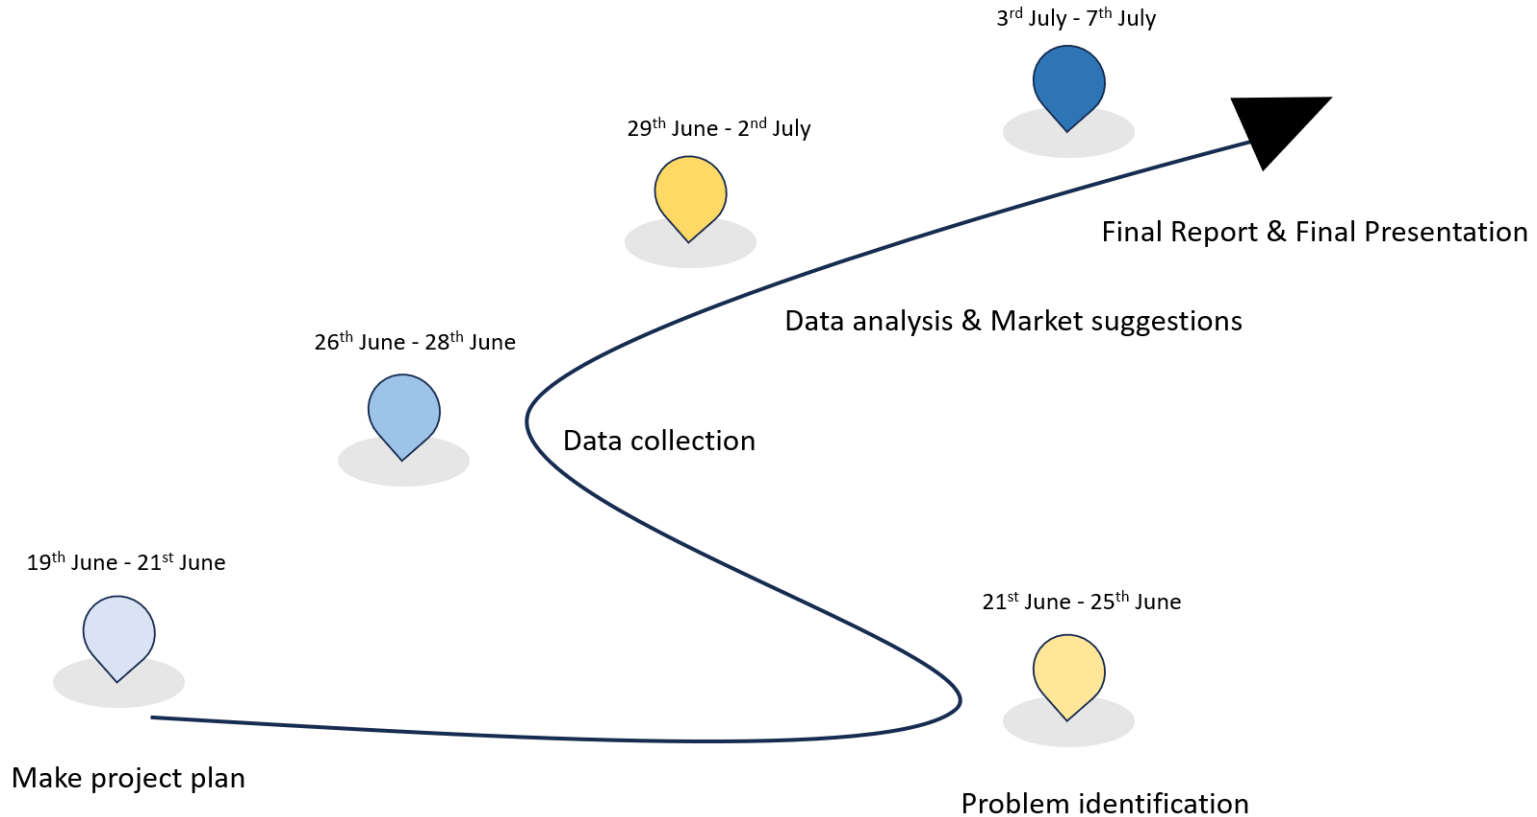 3rd July - 7th July
29th June - 2nd July
Final Report & Final Presentation
Data analysis & Market suggestions
26th June - 28th June
Data collection
19th June - 21st June
21st June - 25th June
Make project plan
Problem identification